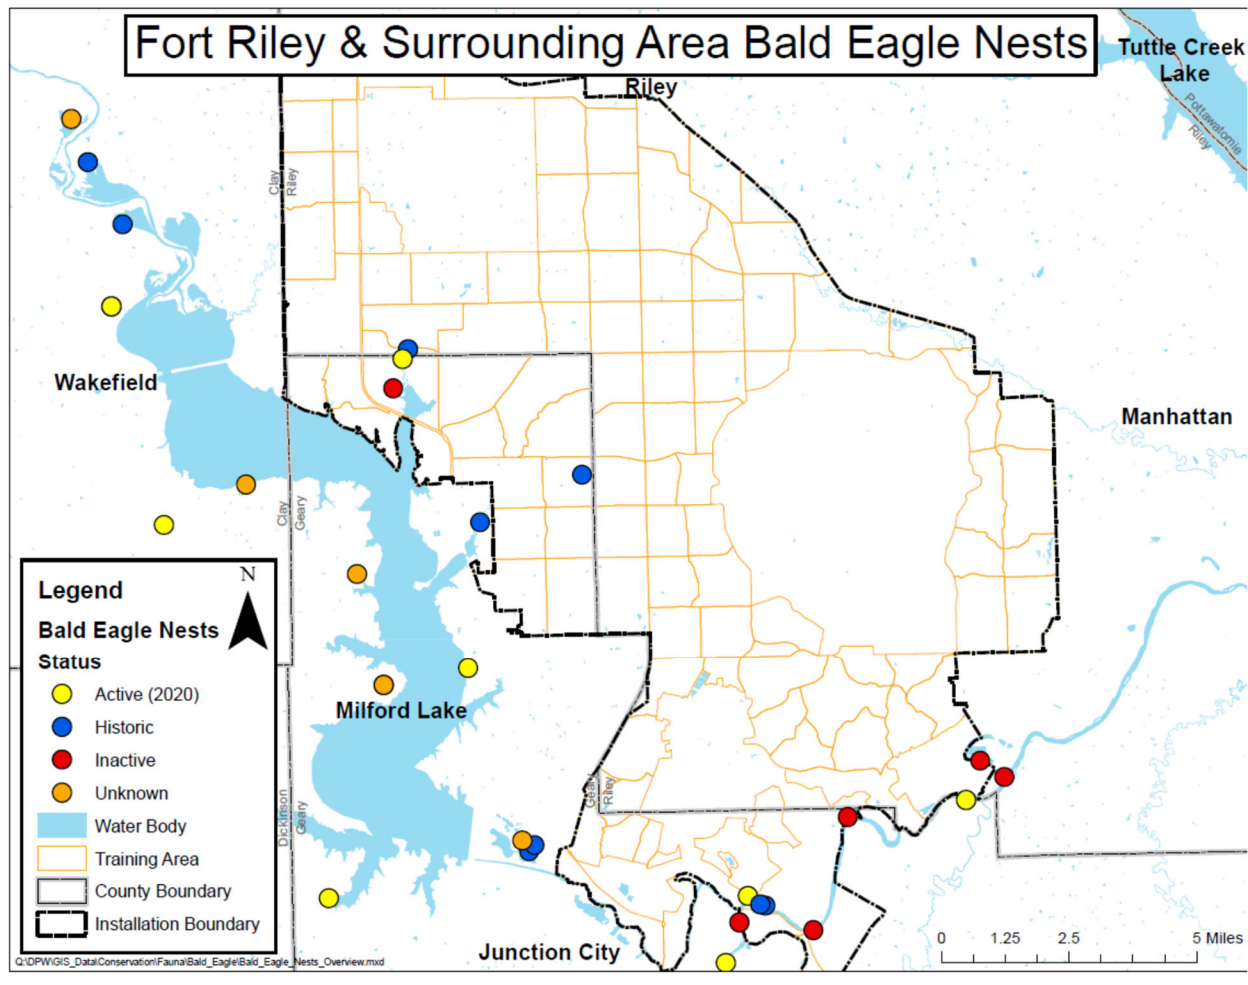 Fort Riley & Surrounding Area Bald Eagle Nests
Tuttle Creek
Lake
Riley
Pottawatomie
Riley
Clay
Riley
Wakefield
Manhattan
Clay
Geary
Legend
N
Bald Eagle Nests
Status
Active (2020)
Historic
Inactive
Unknown
Water Body
Training Area
County Boundary
Installation Boundary
Milford Lake
Dickinson
Geary
Geary
Riley
Junction City
0 1.25 2.5 5 Miles
Q:\DPW\GIS_Data\Conservation\Fauna\Bald_Eagle\Bald_Eagle_Nests_Overview.mxd